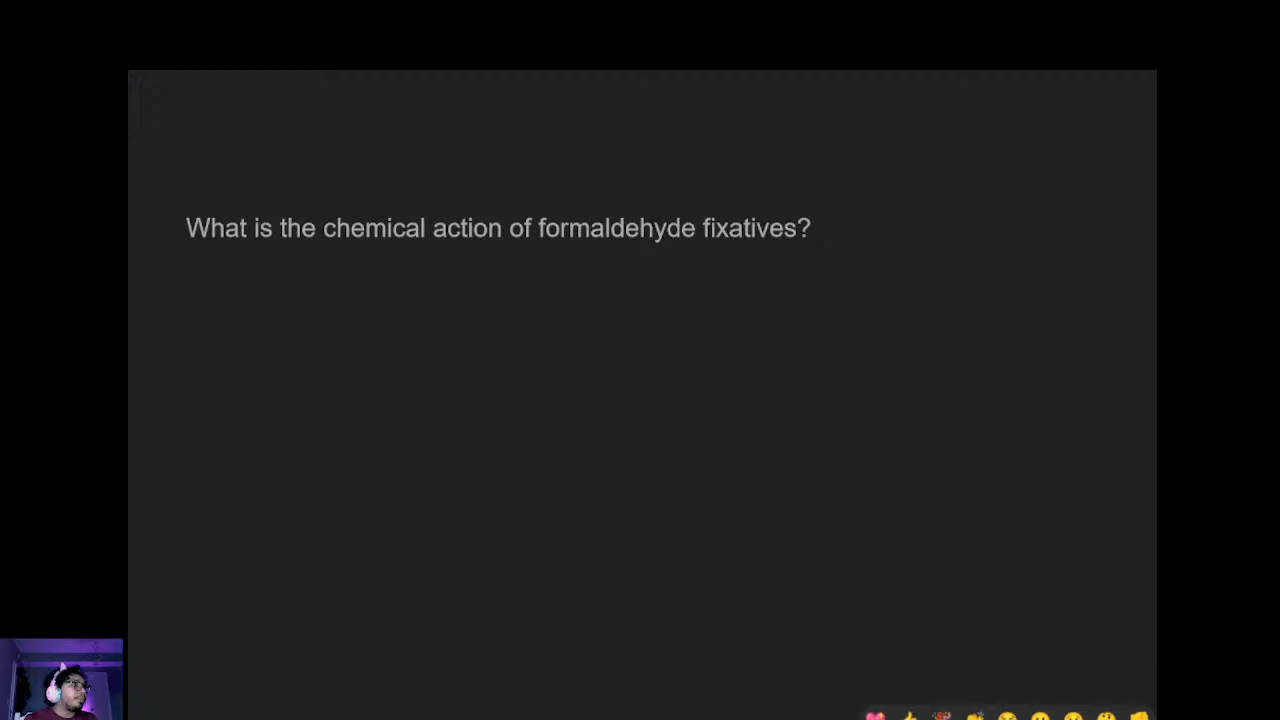 What is the chemical action of formaldehyde fixatives?